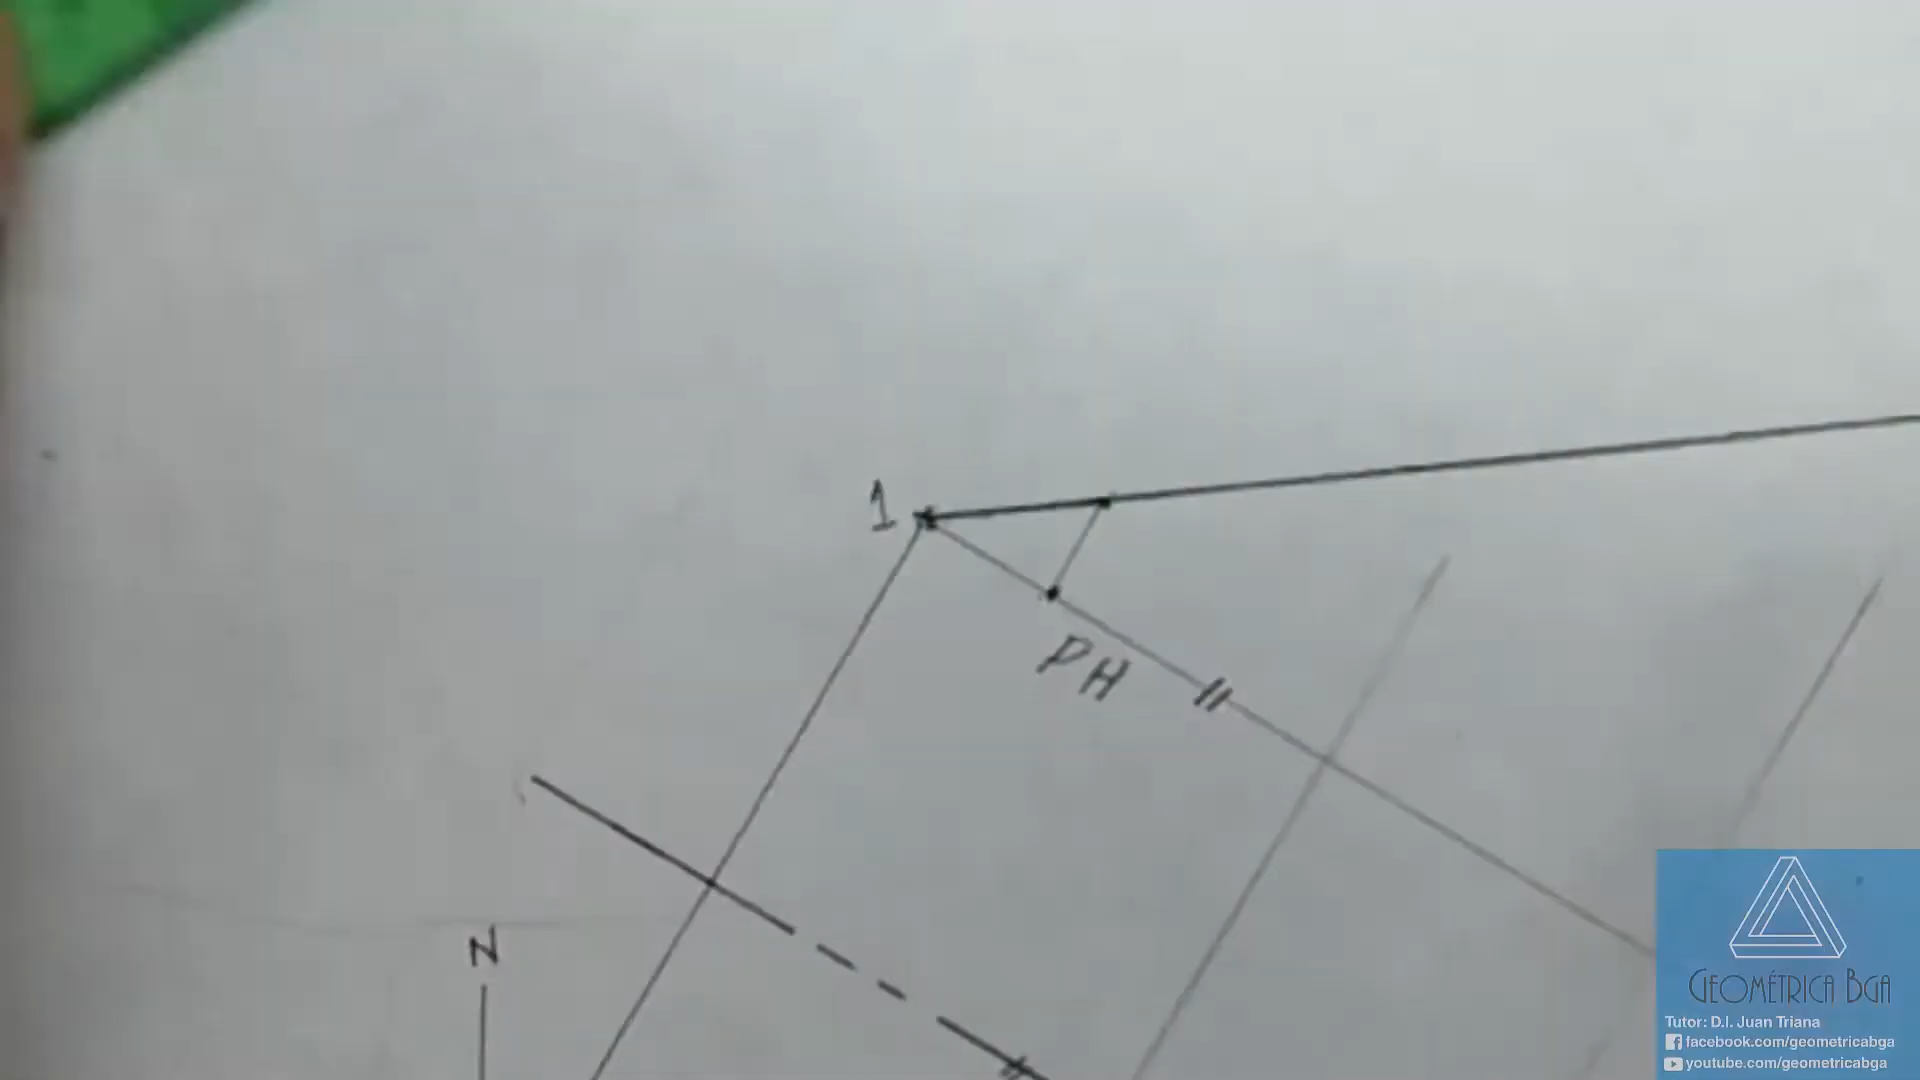 1
PH
N
GEOMÉTRICA BGA
Tutor: D.I. Juan Triana
facebook.com/geometricabga
youtube.com/geometricabga